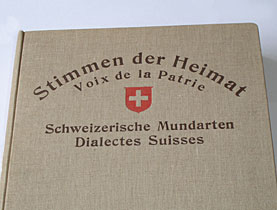 Stimmen der Heimat
Voix de la Patrie
Schweizerische Mundarten
Dialectes Suisses